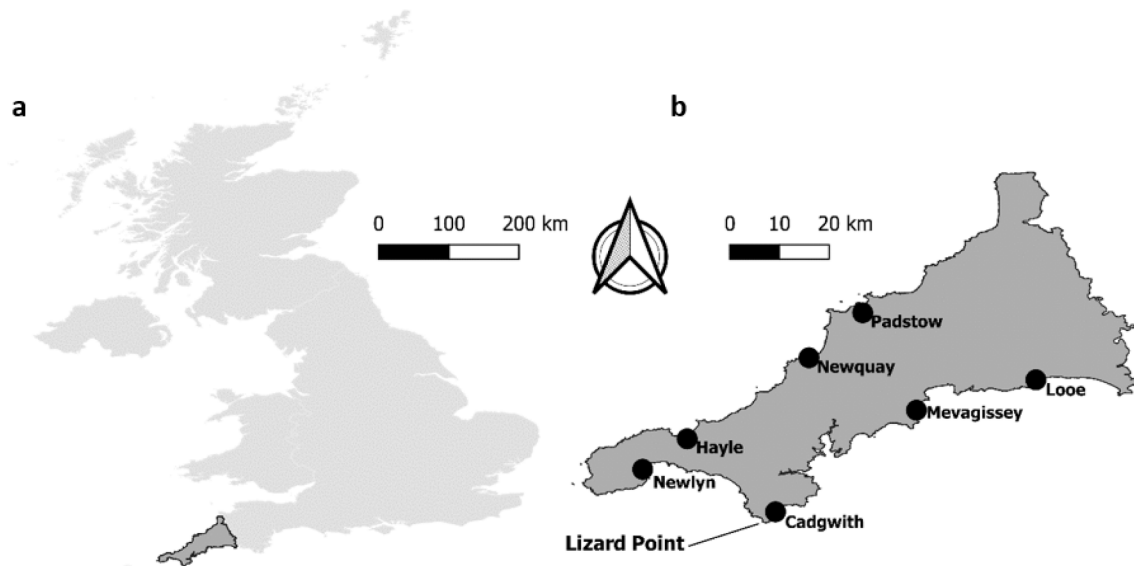 a
b
0 100 200 km
0 10 20 km
Padstow
Newquay
Looe
Mevagissey
Hayle
Newlyn
Cadgwith
Lizard Point